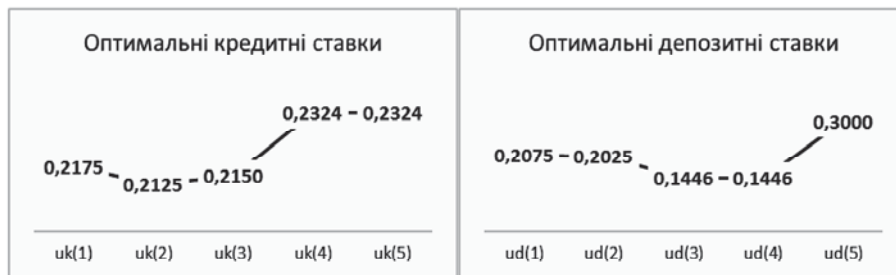 Оптимальні кредитні ставки
0,2175
0,2125
0,2150
0,2324
0,2324
uk(1) uk(2) uk(3) uk(4) uk(5)
Оптимальні депозитні ставки
0,2075
0,2025
0,1446
0,1446
0,3000
ud(1) ud(2) ud(3) ud(4) ud(5)